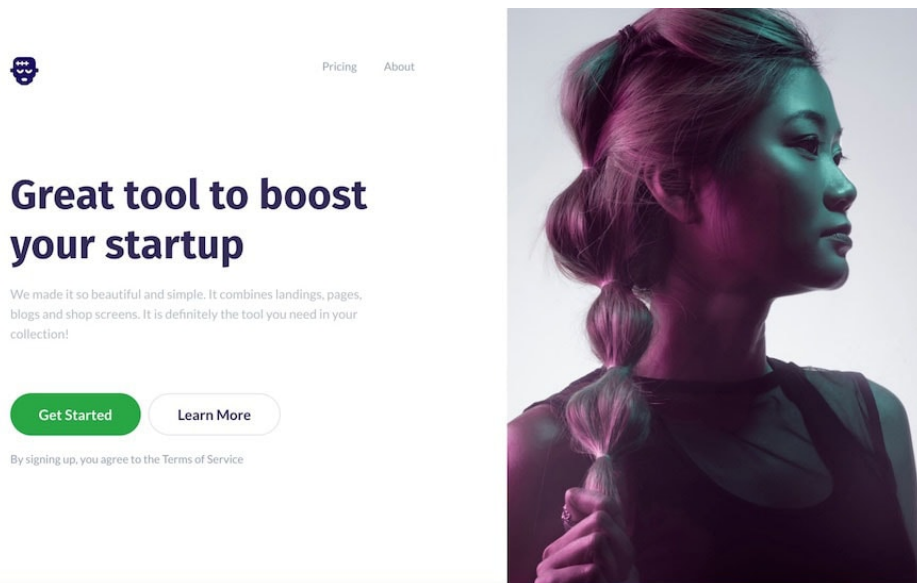 Pricing About
Great tool to boost
your startup
We made it so beautiful and simple. It combines landings, pages,
blogs and shop screens. It is definitely the tool you need in your
collection!
Get Started Learn More
By signing up, you agree to the Terms of Service